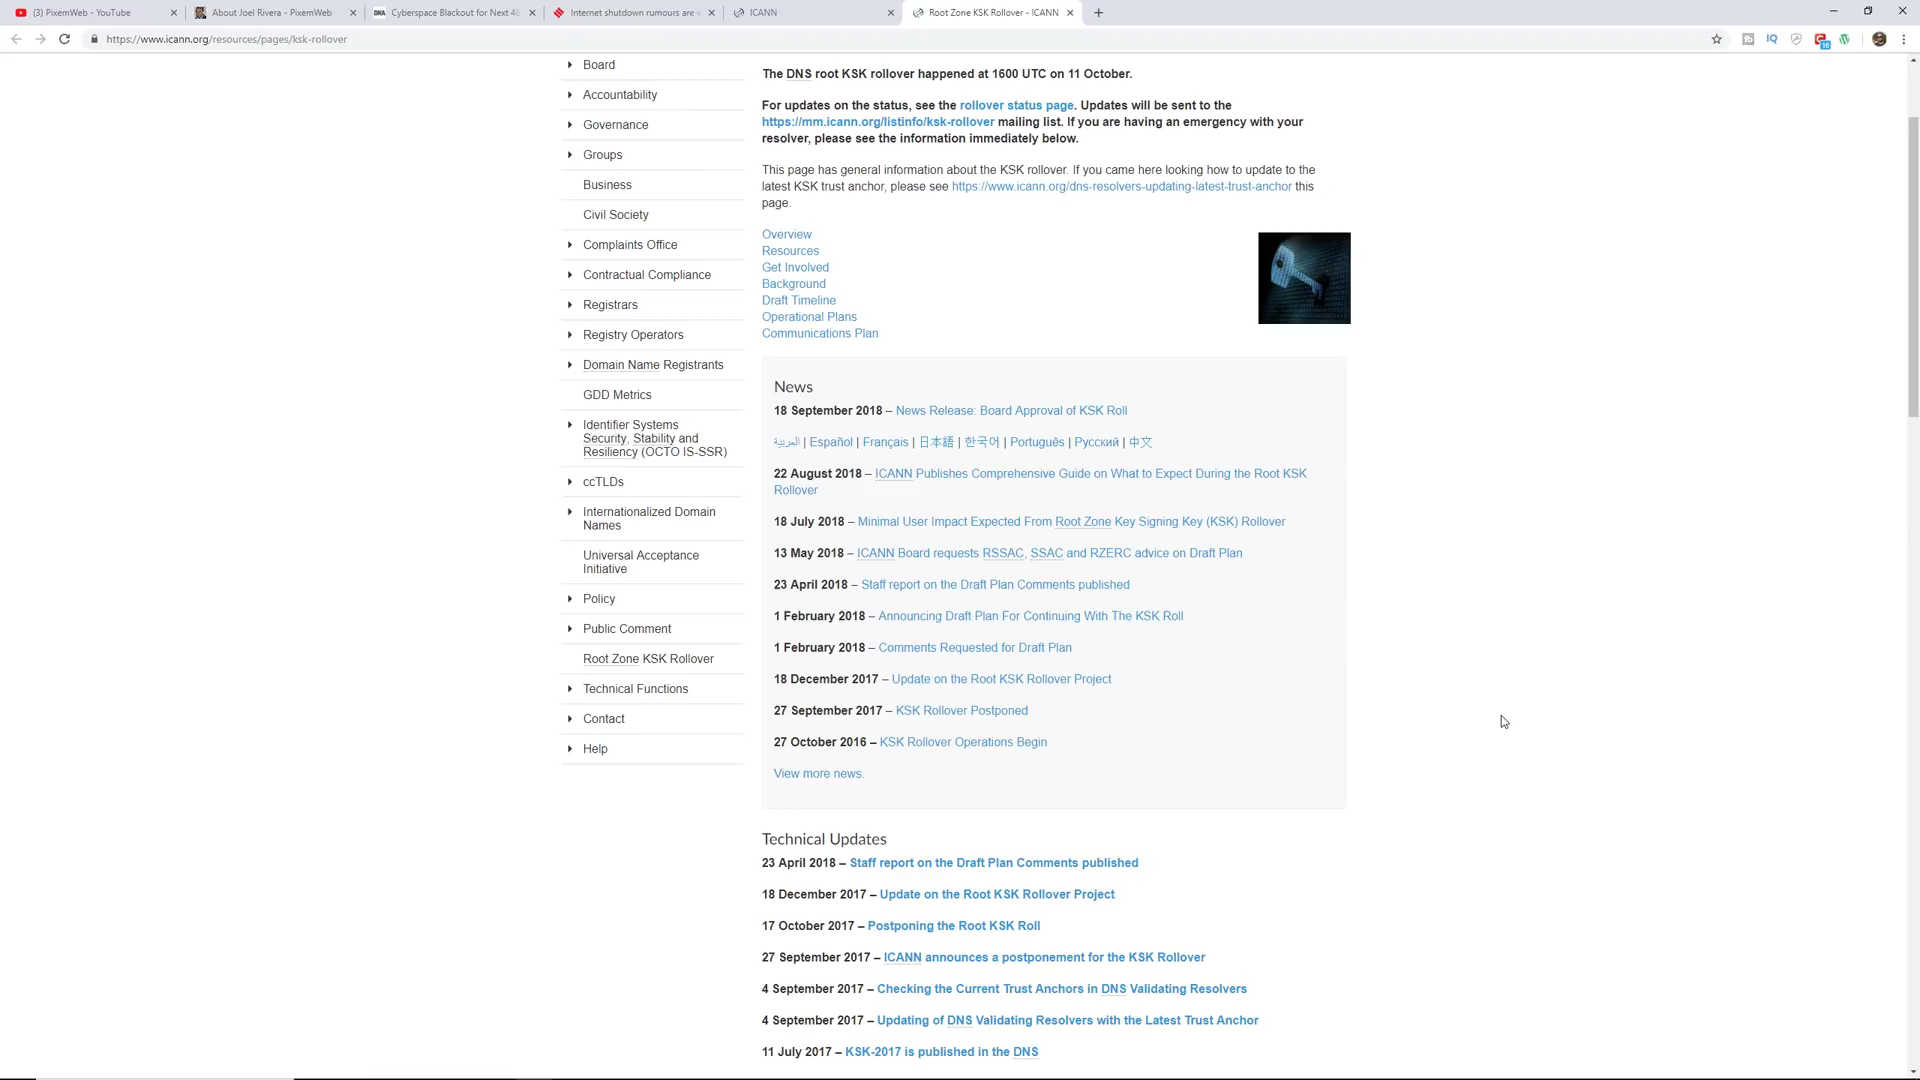 (3) PixemWeb - YouTube
About Joel Rivera - PixemWeb
DNA Cyberspace Blackout for Next 48
Internet shutdown rumours are e
ICANN
Root Zone KSK Rollover - ICANN
https://www.icann.org/resources/pages/ksk-rollover
IQ
Board
Accountability
Governance
Groups
Business
Civil Society
Complaints Office
Contractual Compliance
Registrars
Registry Operators
Domain Name Registrants
GDD Metrics
Identifier Systems
Security, Stability and
Resiliency (OCTO IS-SSR)
ccTLDs
Internationalized Domain
Names
Universal Acceptance
Initiative
Policy
Public Comment
Root Zone KSK Rollover
Technical Functions
Contact
Help
The DNS root KSK rollover happened at 1600 UTC on 11 October.
For updates on the status, see the rollover status page. Updates will be sent to the
https://mm.icann.org/listinfo/ksk-rollover mailing list. If you are having an emergency with your
resolver, please see the information immediately below.
This page has general information about the KSK rollover. If you came here looking how to update to the
latest KSK trust anchor, please see https://www.icann.org/dns-resolvers-updating-latest-trust-anchor this
page.
Overview
Resources
Get Involved
Background
Draft Timeline
Operational Plans
Communications Plan
News
18 September 2018 – News Release: Board Approval of KSK Roll
العربية | Español | Français | 日本語 | 한국어 | Português | Русский | 中文
22 August 2018 – ICANN Publishes Comprehensive Guide on What to Expect During the Root KSK
Rollover
18 July 2018 – Minimal User Impact Expected From Root Zone Key Signing Key (KSK) Rollover
13 May 2018 – ICANN Board requests RSSAC, SSAC and RZERC advice on Draft Plan
23 April 2018 – Staff report on the Draft Plan Comments published
1 February 2018 – Announcing Draft Plan For Continuing With The KSK Roll
1 February 2018 – Comments Requested for Draft Plan
18 December 2017 – Update on the Root KSK Rollover Project
27 September 2017 – KSK Rollover Postponed
27 October 2016 – KSK Rollover Operations Begin
View more news.
Technical Updates
23 April 2018 – Staff report on the Draft Plan Comments published
18 December 2017 – Update on the Root KSK Rollover Project
17 October 2017 – Postponing the Root KSK Roll
27 September 2017 – ICANN announces a postponement for the KSK Rollover
4 September 2017 – Checking the Current Trust Anchors in DNS Validating Resolvers
4 September 2017 – Updating of DNS Validating Resolvers with the Latest Trust Anchor
11 July 2017 – KSK-2017 is published in the DNS